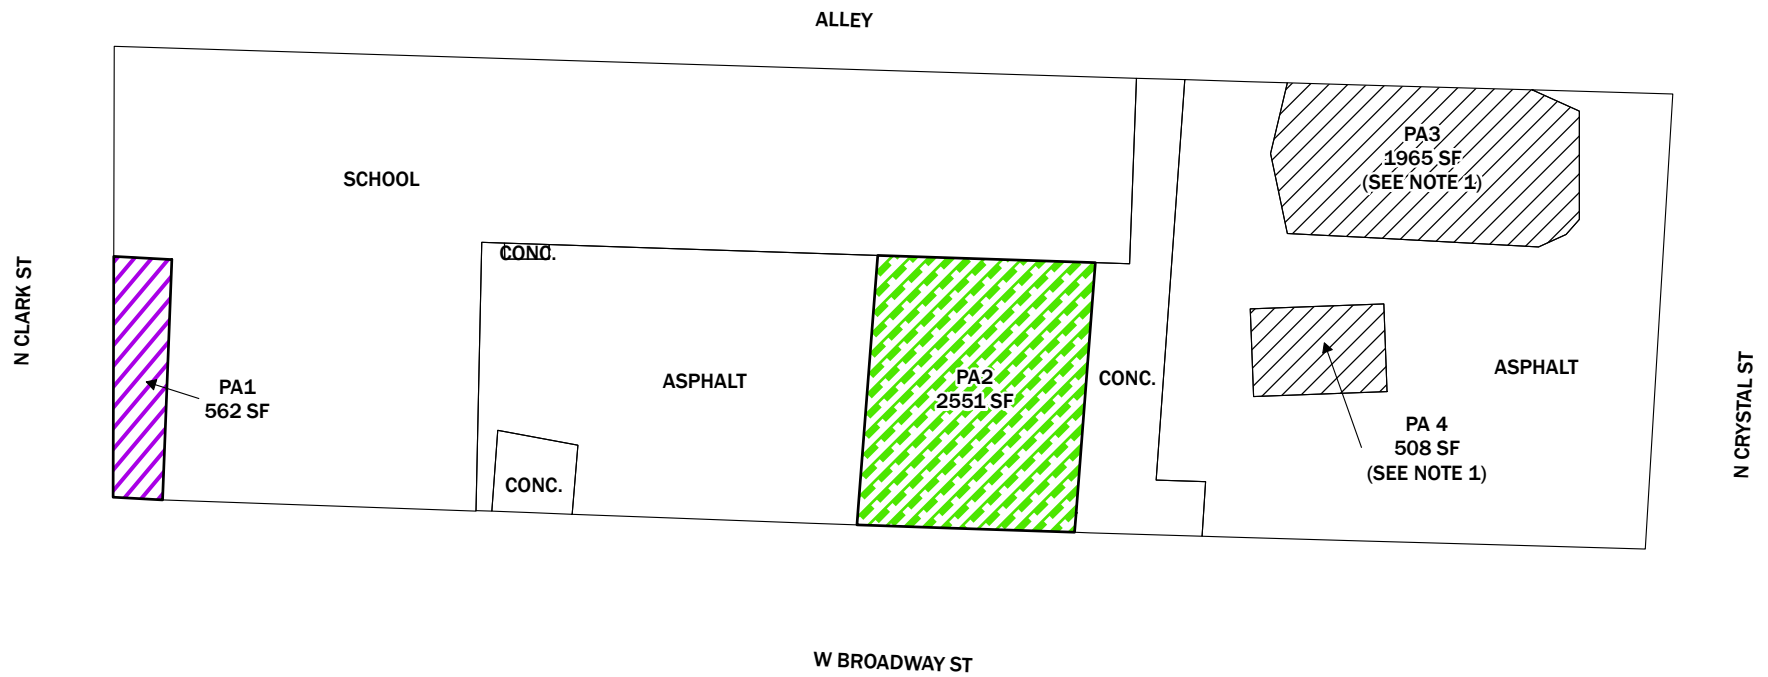 ALLEY
PA3
1965 SF
(SEE NOTE 1)
SCHOOL
CONC.
N CLARK ST
ASPHALT
PA2
2551 SF
CONC.
ASPHALT
PA1
562 SF
PA 4
508 SF
(SEE NOTE 1)
N CRYSTAL ST
CONC.
W BROADWAY ST